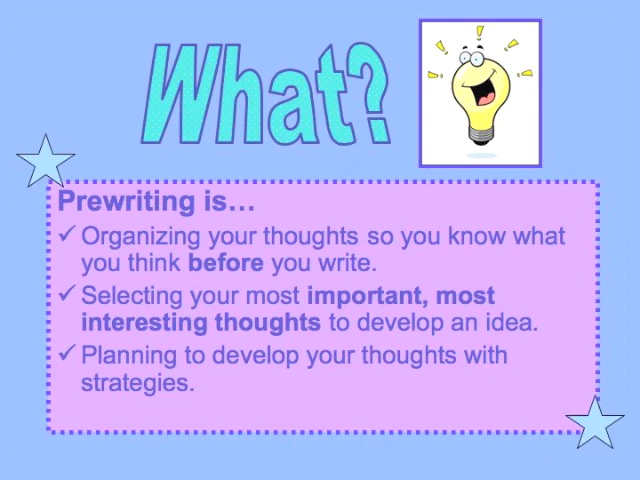 What?
Prewriting is…
✓ Organizing your thoughts so you know what
you think before you write.
✓ Selecting your most important, most
interesting thoughts to develop an idea.
✓ Planning to develop your thoughts with
strategies.